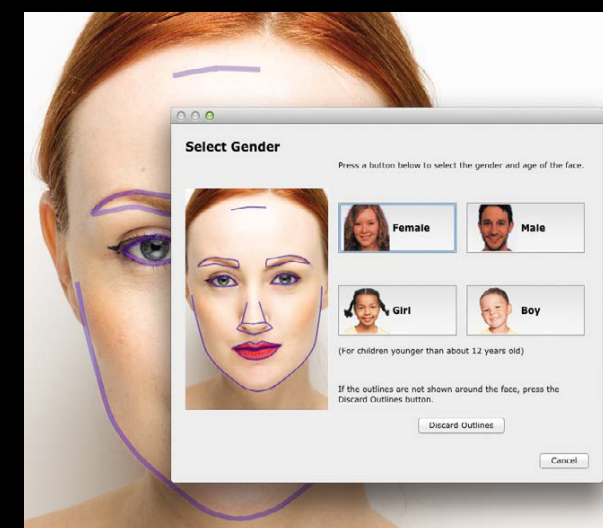 Select Gender
Press a button below to select the gender and age of the face.
Female
Male
Girl
Boy
(For children younger than about 12 years old)
If the outlines are not shown around the face, press the
Discard Outlines button.
Discard Outlines
Cancel